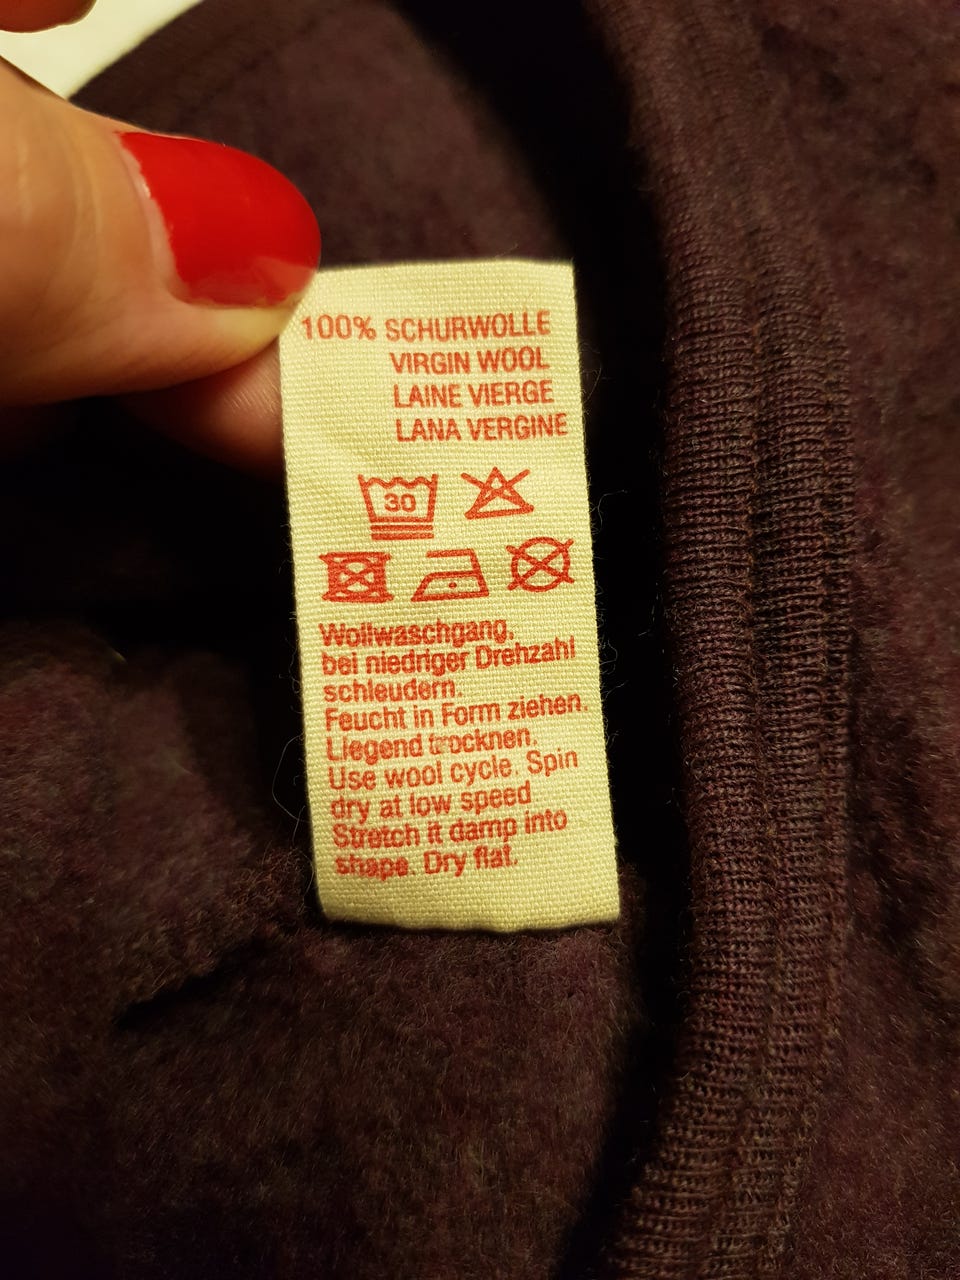 100% SCHURWOLLE
VIRGIN WOOL
LAINE VIERGE
LANA VERGINE
30
Wollwaschgang,
bei niedriger Drehzahl
schleudern.
Feucht in Form ziehen.
Liegend trocknen.
Use wool cycle. Spin
dry at low speed
Stretch it damp into
shape. Dry flat.